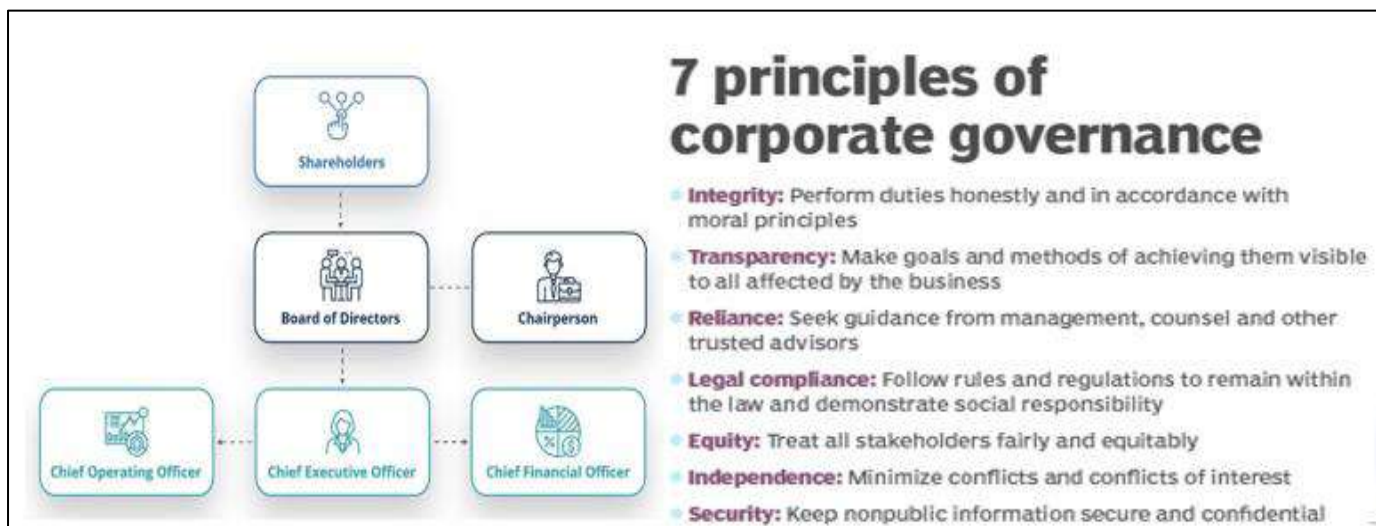 Shareholders
Board of Directors
Chairperson
Chief Operating Officer
Chief Executive Officer
Chief Financial Officer
7 principles of
corporate governance
Integrity: Perform duties honestly and in accordance with
moral principles
Transparency: Make goals and methods of achieving them visible
to all affected by the business
Reliance: Seek guidance from management, counsel and other
trusted advisors
Legal compliance: Follow rules and regulations to remain within
the law and demonstrate social responsibility
Equity: Treat all stakeholders fairly and equitably
Independence: Minimize conflicts and conflicts of interest
Security: Keep nonpublic information secure and confidential